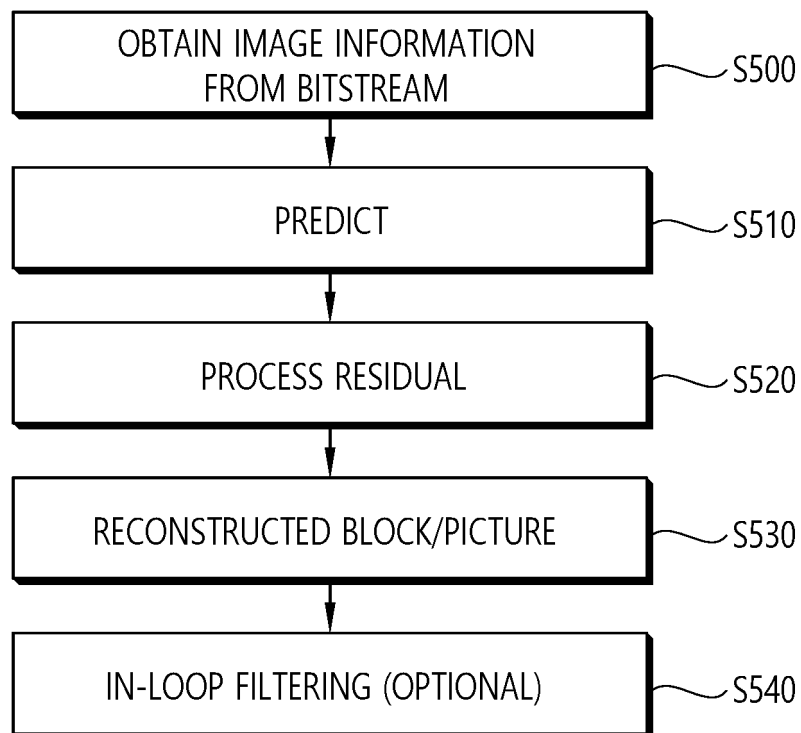 OBTAIN IMAGE INFORMATION
FROM BITSTREAM
S500
PREDICT
S510
PROCESS RESIDUAL
S520
RECONSTRUCTED BLOCK/PICTURE
S530
IN-LOOP FILTERING (OPTIONAL)
S540